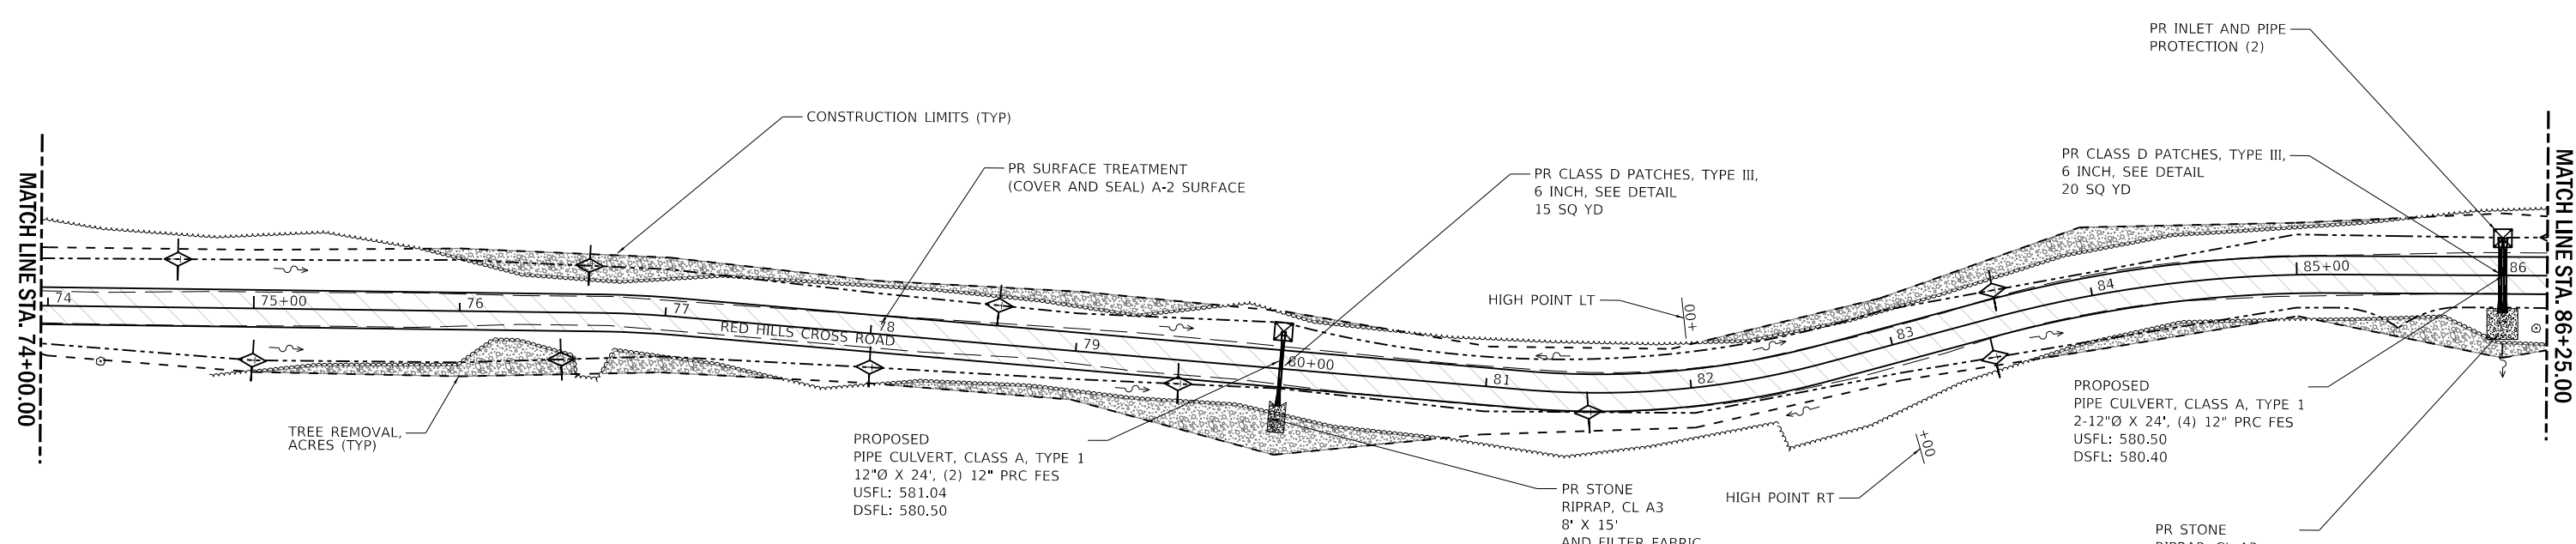 PR INLET AND PIPE
PROTECTION (2)
CONSTRUCTION LIMITS (TYP)
PR SURFACE TREATMENT
(COVER AND SEAL) A-2 SURFACE
PR CLASS D PATCHES, TYPE III,
6 INCH, SEE DETAIL
15 SQ YD
PR CLASS D PATCHES, TYPE III,
6 INCH, SEE DETAIL
20 SQ YD
MATCH LINE STA. 74+00.00
MATCH LINE STA. 86+25.00
74
75+00
76
77
78
79
80+00
81
82
83
84
85+00
86
RED HILLS CROSS ROAD
HIGH POINT LT
+00
TREE REMOVAL,
ACRES (TYP)
PROPOSED
PIPE CULVERT, CLASS A, TYPE 1
12"Ø X 24', (2) 12" PRC FES
USFL: 581.04
DSFL: 580.50
PR STONE
RIPRAP, CL A3
8' X 15'
AND FILTER FABRIC
HIGH POINT RT
+00
PROPOSED
PIPE CULVERT, CLASS A, TYPE 1
2-12"Ø X 24', (4) 12" PRC FES
USFL: 580.50
DSFL: 580.40
PR STONE